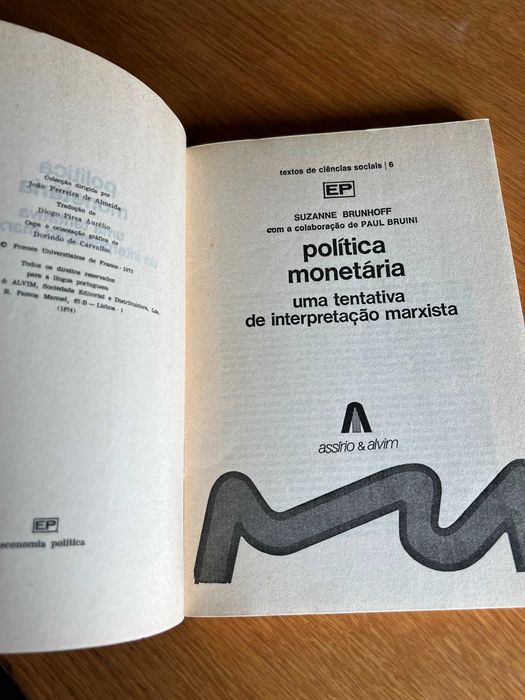 Colecção dirigida por
João Ferreira de Almeida
Tradução de
Diogo Pires Aurélio
Capa e orientação gráfica de
Dorindo de Carvalho
© Presses Universitaires de France - 1973
Todos os direitos reservados
para a língua portuguesa
& ALVIM, Sociedade Editorial e Distribuidora, Lda.
R. Passos Manuel, 67-B — Lisboa - 1
(1974)
EP
economia política
textos de ciências sociais | 6
EP
SUZANNE BRUNHOFF
com a colaboração de PAUL BRUINI
política
monetária
uma tentativa
de interpretação marxista
assírio & alvim